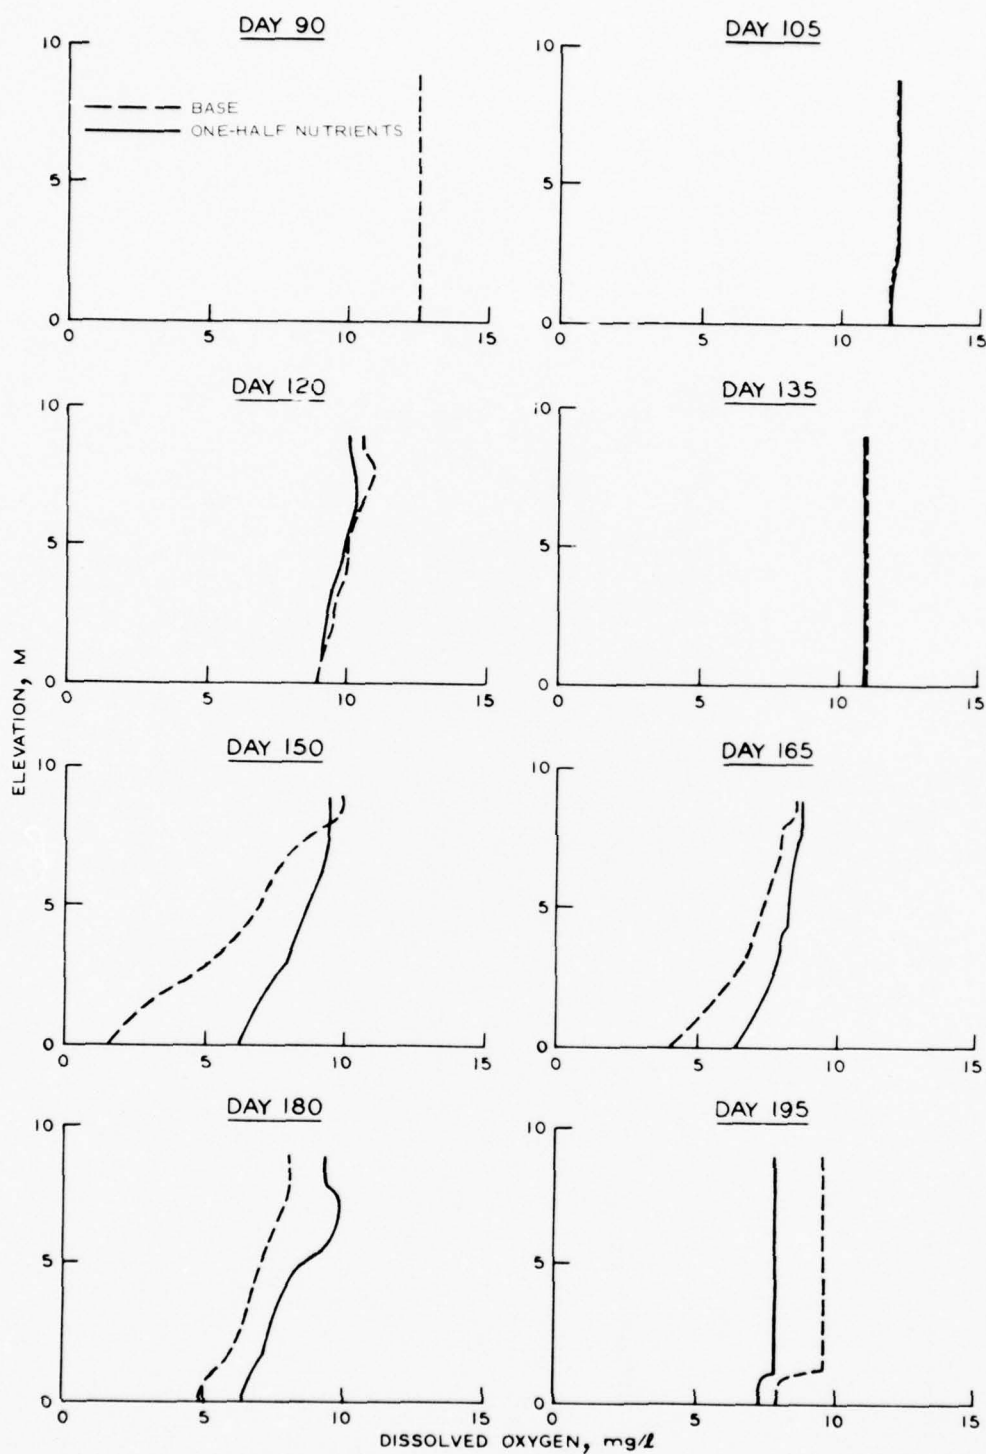 DAY 90
10
5
0
0 5 10 15
BASE
ONE-HALF NUTRIENTS
DAY 105
10
5
0
0 5 10 15
DAY 120
10
5
0
0 5 10 15
DAY 135
10
5
0
0 5 10 15
ELEVATION, M
DAY 150
10
5
0
0 5 10 15
DAY 165
10
5
0
0 5 10 15
DAY 180
10
5
0
0 5 10 15
DAY 195
10
5
0
0 5 10 15
DISSOLVED OXYGEN, mg/l